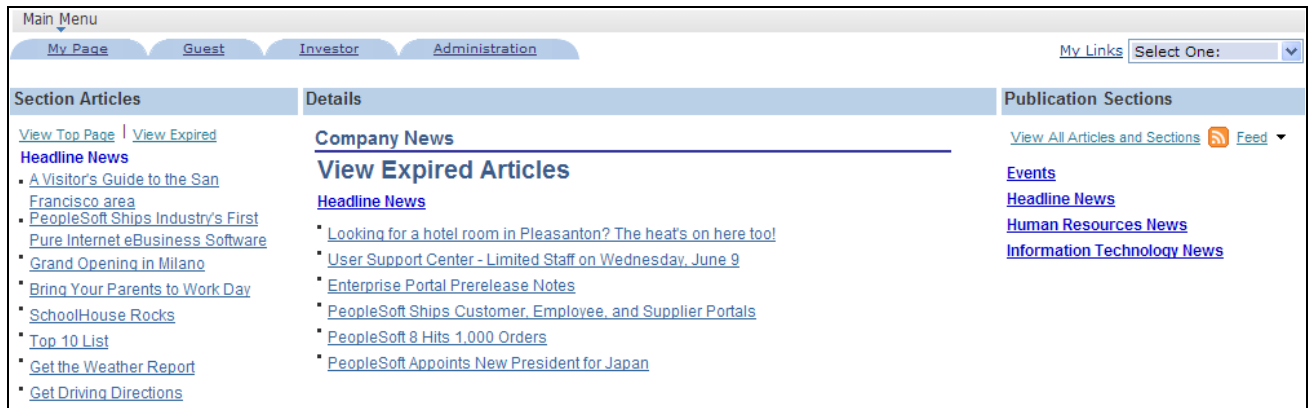 Main Menu
My Page Guest Investor Administration My Links Select One:
Section Articles
View Top Page | View Expired
Headline News
A Visitor's Guide to the San
Francisco area
PeopleSoft Ships Industry's First
Pure Internet eBusiness Software
Grand Opening in Milano
Bring Your Parents to Work Day
SchoolHouse Rocks
Top 10 List
Get the Weather Report
Get Driving Directions
Details
Company News
View Expired Articles
Headline News
Looking for a hotel room in Pleasanton? The heat's on here too!
User Support Center - Limited Staff on Wednesday, June 9
Enterprise Portal Prerelease Notes
PeopleSoft Ships Customer, Employee, and Supplier Portals
PeopleSoft 8 Hits 1,000 Orders
PeopleSoft Appoints New President for Japan
Publication Sections
View All Articles and Sections Feed
Events
Headline News
Human Resources News
Information Technology News